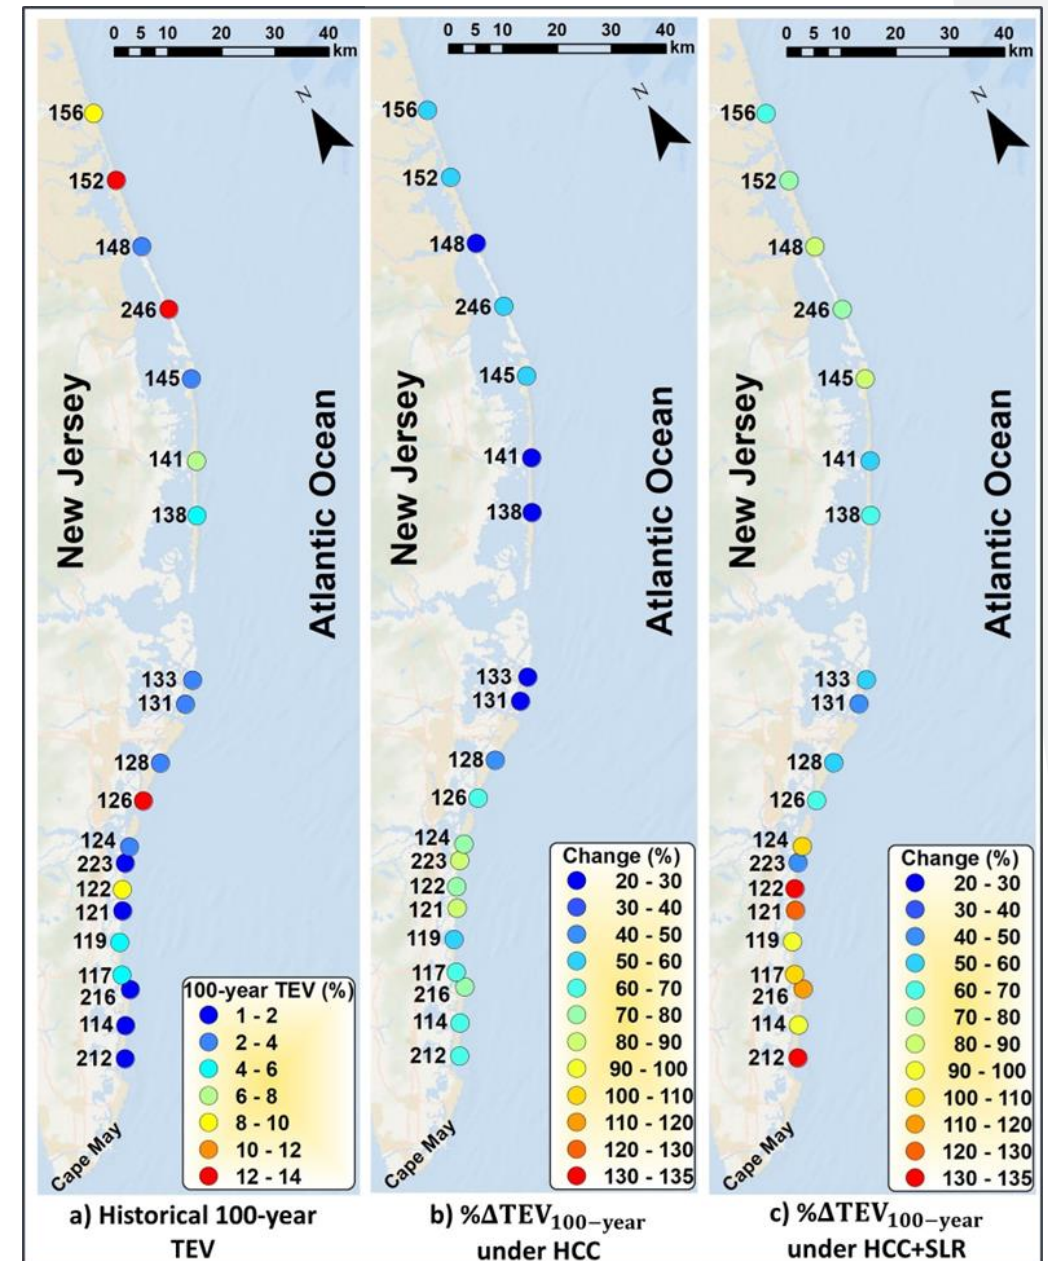 0 5 10 20 30 40
km
N
156
152
148
246
145
141
138
133
131
128
126
124
223
122
121
119
117
216
114
212
New Jersey
Atlantic Ocean
Cape May
100-year TEV (%)
1 - 2
2 - 4
4 - 6
6 - 8
8 - 10
10 - 12
12 - 14
a) Historical 100-year
TEV
0 5 10 20 30 40
km
N
156
152
148
246
145
141
138
133
131
128
126
124
223
122
121
119
117
216
114
212
New Jersey
Atlantic Ocean
Cape May
Change (%)
20 - 30
30 - 40
40 - 50
50 - 60
60 - 70
70 - 80
80 - 90
90 - 100
100 - 110
110 - 120
120 - 130
130 - 135
b) %ΔTEV100−year
under HCC
0 5 10 20 30 40
km
N
156
152
148
246
145
141
138
133
131
128
126
124
223
122
121
119
117
216
114
212
New Jersey
Atlantic Ocean
Cape May
Change (%)
20 - 30
30 - 40
40 - 50
50 - 60
60 - 70
70 - 80
80 - 90
90 - 100
100 - 110
110 - 120
120 - 130
130 - 135
c) %ΔTEV100−year
under HCC+SLR